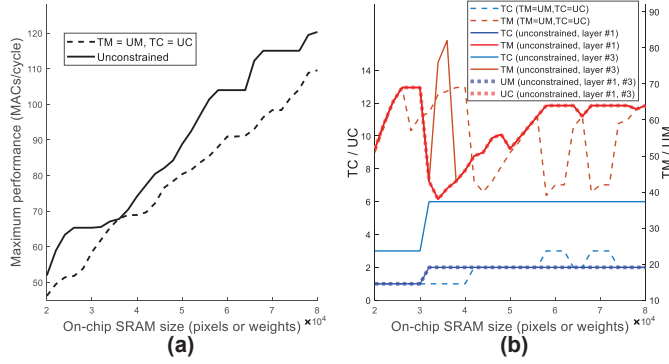 Maximum performance (MACs/cycle)
120
110
100
90
80
70
60
50
TM = UM, TC = UC
Unconstrained
2 3 4 5 6 7 8
On-chip SRAM size (pixels or weights) ×10⁴
(a)
TC / UC
16
14
12
10
8
6
4
2
0
TC (TM=UM,TC=UC)
TM (TM=UM,TC=UC)
TC (unconstrained, layer #1)
TM (unconstrained, layer #1)
TC (unconstrained, layer #3)
TM (unconstrained, layer #3)
UM (unconstrained, layer #1, #3)
UC (unconstrained, layer #1, #3)
TM / UM
90
80
70
60
50
40
30
20
10
2 3 4 5 6 7 8
On-chip SRAM size (pixels or weights) ×10⁴
(b)